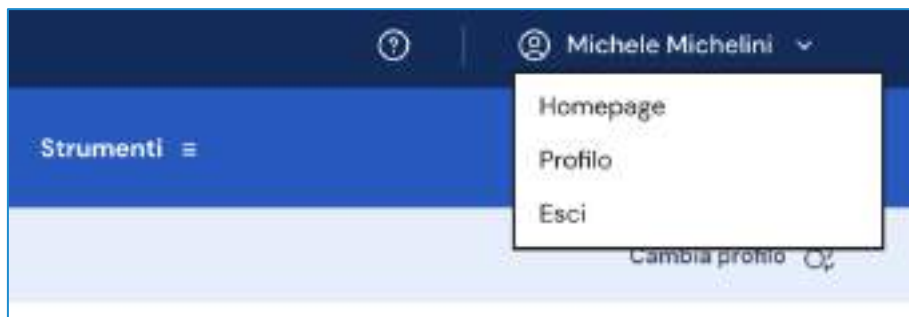 Michele Michelini
Homepage
Strumenti
Profilo
Esci
Cambia profilo